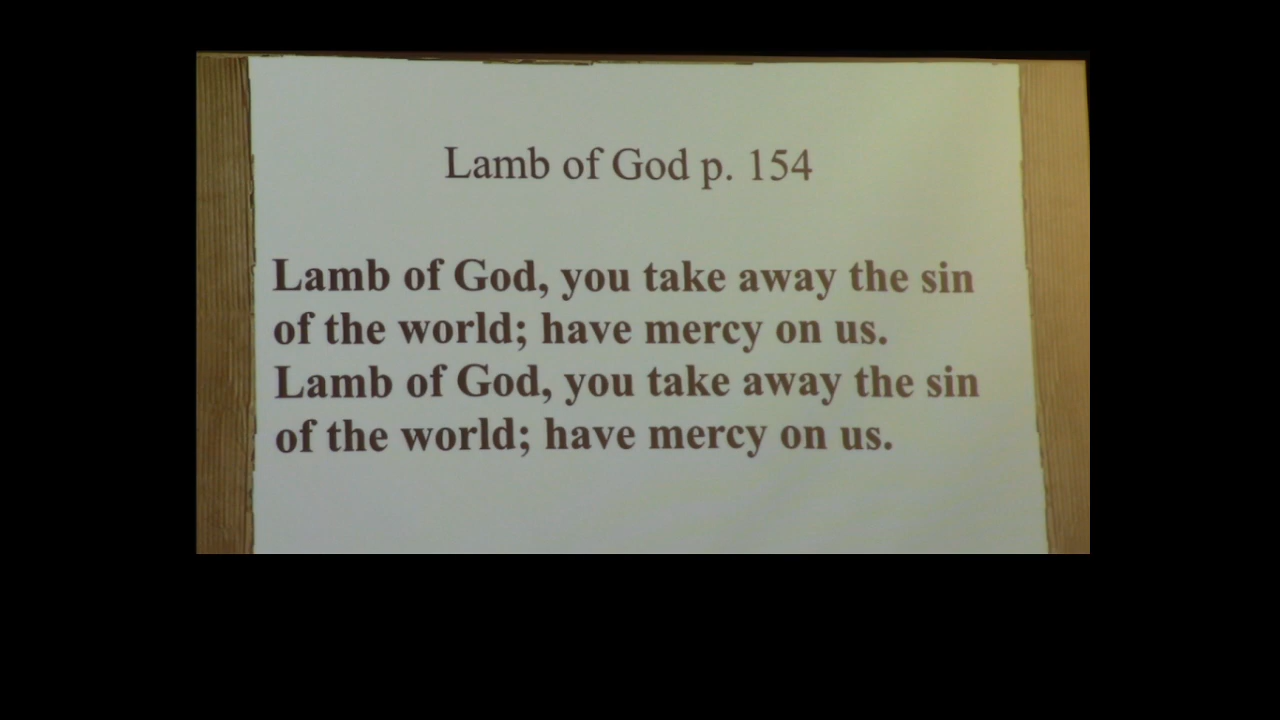 Lamb of God p. 154
Lamb of God, you take away the sin
of the world; have mercy on us.
Lamb of God, you take away the sin
of the world; have mercy on us.